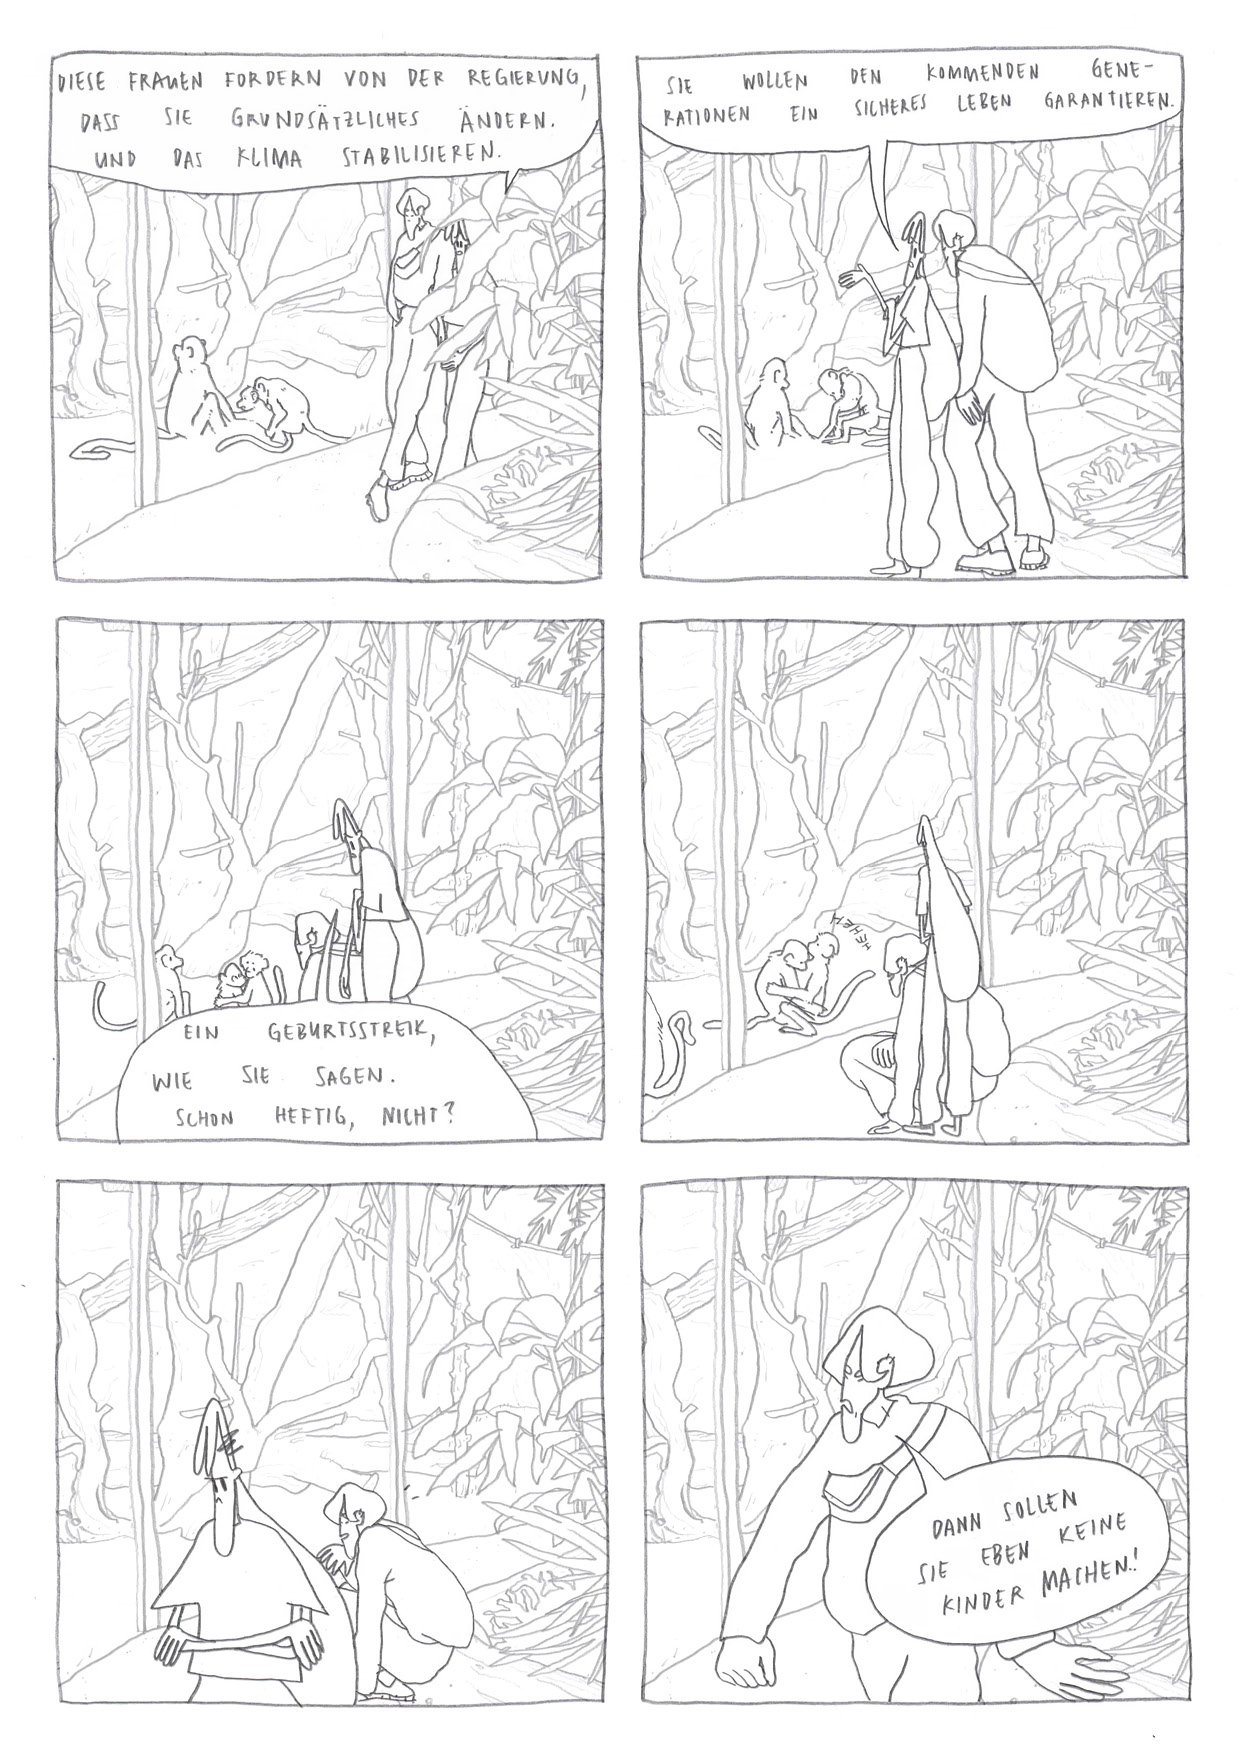 DIESE FRAUEN FORDERN VON DER REGIERUNG,
DASS SIE GRUNDSÄTZLICHES ÄNDERN.
UND DAS KLIMA STABILISIEREN.
SIE WOLLEN DEN KOMMENDEN GENE-
RATIONEN EIN SICHERES LEBEN GARANTIEREN.
EIN GEBURTSSTREIK,
WIE SIE SAGEN.
SCHON HEFTIG, NICHT?
HEHEH
DANN SOLLEN
SIE EBEN KEINE
KINDER MACHEN!